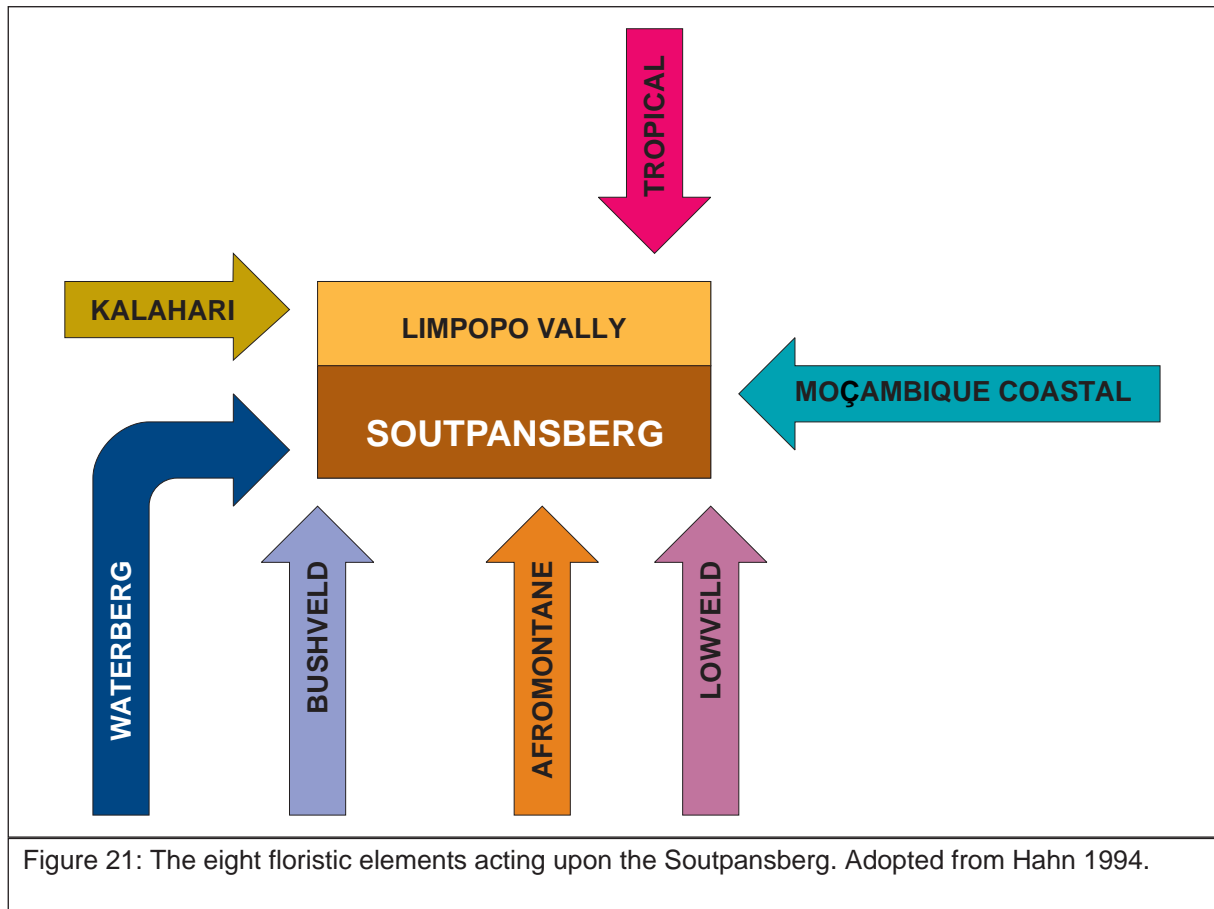 TROPICAL
KALAHARI
LIMPOPO VALLY
MOÇAMBIQUE COASTAL
SOUTPANSBERG
WATERBERG
BUSHVELD
AFROMONTANE
LOWVELD
Figure 21: The eight floristic elements acting upon the Soutpansberg. Adopted from Hahn 1994.